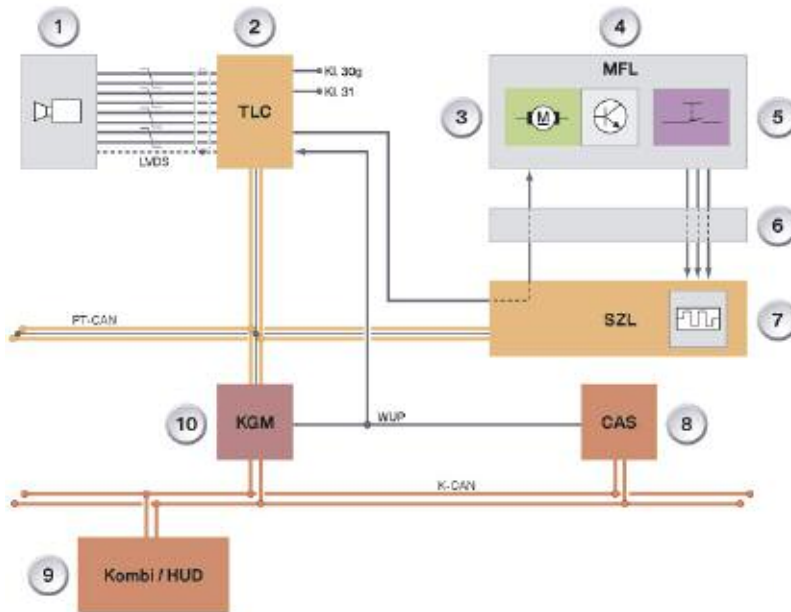 1
2
4
MFL
Kl. 30g
Kl. 31
TLC
3
M
5
LVDS
6
SZL
7
PT-CAN
10
KGM
WUP
CAS
8
K-CAN
9
Kombi / HUD